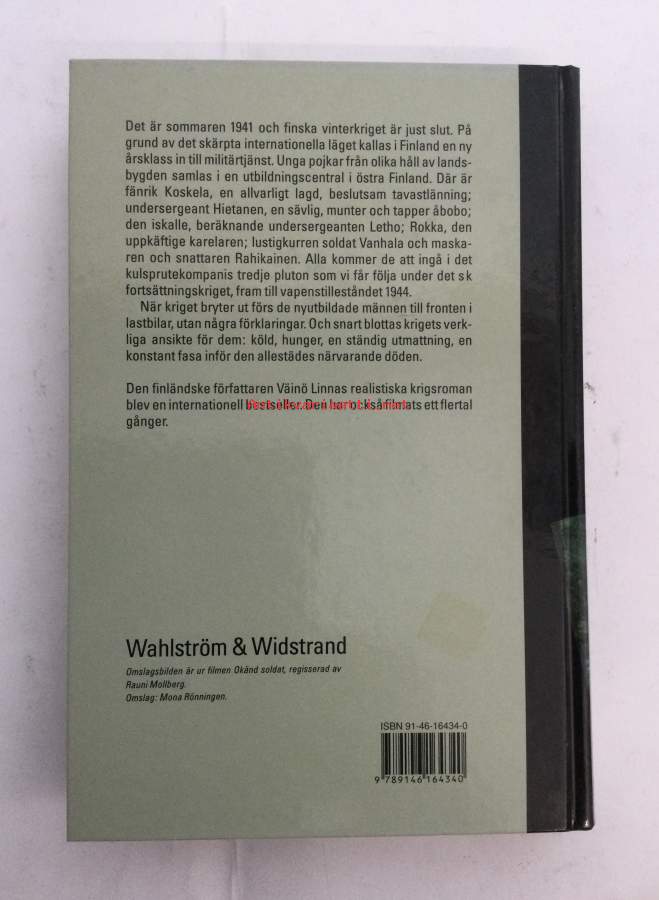 Det är sommaren 1941 och finska vinterkriget är just slut. På
grund av det skärpta internationella läget kallas i Finland en ny
årsklass in till militärtjänst. Unga pojkar från olika håll av lands-
bygden samlas i en utbildningscentral i östra Finland. Där är
fänrik Koskela, en allvarligt lagd, beslutsam tavastlänning;
undersergeant Hietanen, en sävlig, munter och tapper åbobo;
den iskalle, beräknande undersergeanten Letho; Rokka, den
uppkäftige karelaren; lustigkurren soldat Vanhala och maska-
ren och snattaren Rahikainen. Alla kommer de att ingå i det
kulsprutekompanis tredje pluton som vi får följa under det s k
fortsättningskriget, fram till vapenstilleståndet 1944.
När kriget bryter ut förs de nyutbildade männen till fronten i
lastbilar, utan några förklaringar. Och snart blottas krigets verk-
liga ansikte för dem: köld, hunger, en ständig utmattning, en
konstant fasa inför den allestädes närvarande döden.
Den finländske författaren Väinö Linnas realistiska krigsroman
blev en internationell bestseller. Den har också filmats ett flertal
gånger.
Wahlström & Widstrand
Omslagsbilden är ur filmen Okänd soldat, regisserad av
Rauni Mollberg.
Omslag: Mona Rönningen.
ISBN 91-46-16434-0
9 789146 164340